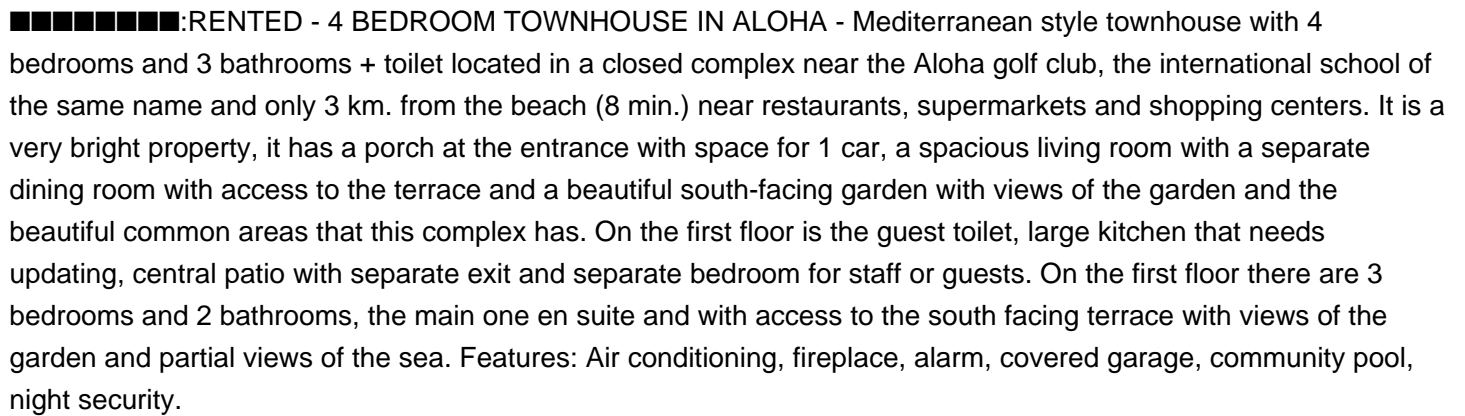 ■■■■■■■■:RENTED - 4 BEDROOM TOWNHOUSE IN ALOHA - Mediterranean style townhouse with 4
bedrooms and 3 bathrooms + toilet located in a closed complex near the Aloha golf club, the international school of
the same name and only 3 km. from the beach (8 min.) near restaurants, supermarkets and shopping centers. It is a
very bright property, it has a porch at the entrance with space for 1 car, a spacious living room with a separate
dining room with access to the terrace and a beautiful south-facing garden with views of the garden and the
beautiful common areas that this complex has. On the first floor is the guest toilet, large kitchen that needs
updating, central patio with separate exit and separate bedroom for staff or guests. On the first floor there are 3
bedrooms and 2 bathrooms, the main one en suite and with access to the south facing terrace with views of the
garden and partial views of the sea. Features: Air conditioning, fireplace, alarm, covered garage, community pool,
night security.